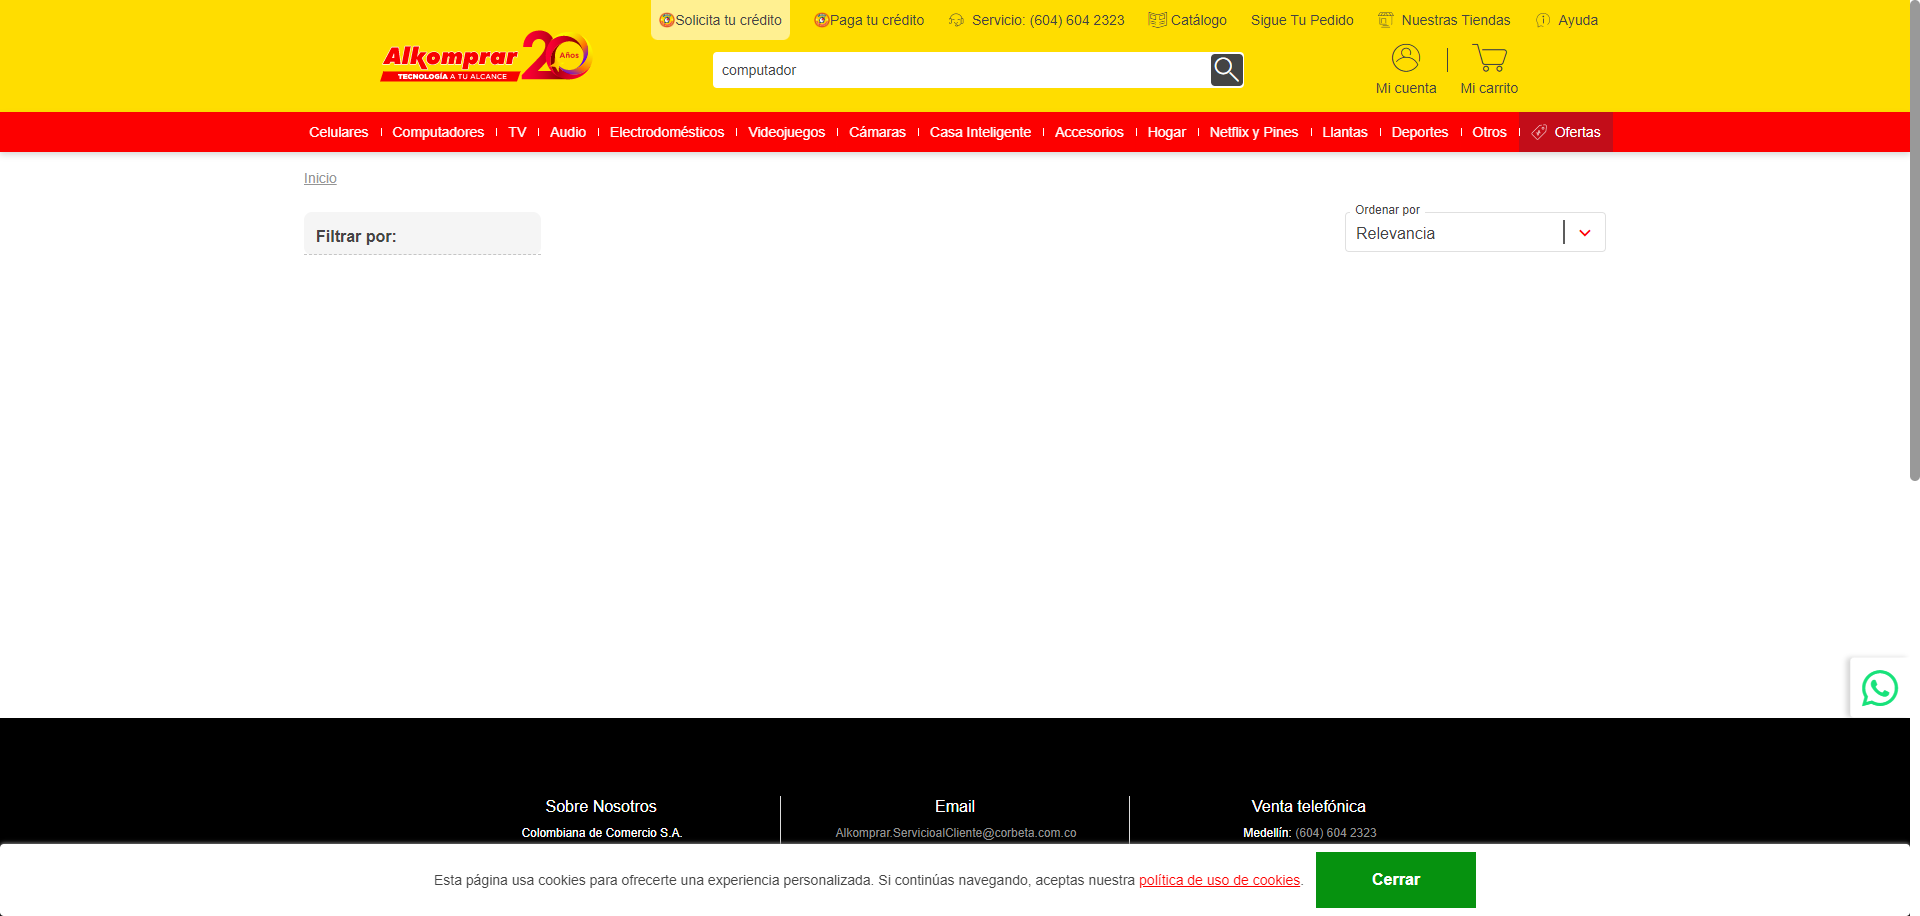 Solicita tu crédito
Paga tu crédito
Servicio: (604) 604 2323
Catálogo
Sigue Tu Pedido
Nuestras Tiendas
Ayuda
Alkomprar 20 Años
TECNOLOGÍA A TU ALCANCE
computador
Mi cuenta
Mi carrito
Celulares
Computadores
TV
Audio
Electrodomésticos
Videojuegos
Cámaras
Casa Inteligente
Accesorios
Hogar
Netflix y Pines
Llantas
Deportes
Otros
Ofertas
Inicio
Filtrar por:
Ordenar por
Relevancia
Sobre Nosotros
Colombiana de Comercio S.A.
Email
Alkomprar.ServicioalCliente@corbeta.com.co
Venta telefónica
Medellín: (604) 604 2323
Esta página usa cookies para ofrecerte una experiencia personalizada. Si continúas navegando, aceptas nuestra política de uso de cookies.
Cerrar